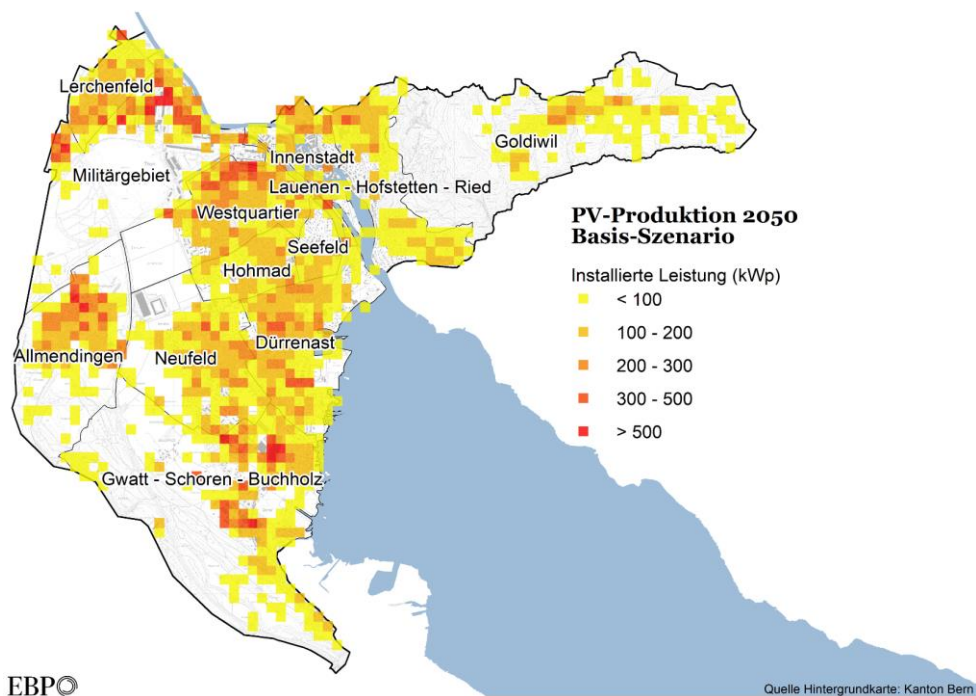 Lerchenfeld
Goldiwil
Innenstadt
Militärgebiet
Lauenen - Hofstetten - Ried
Westquartier
Seefeld
Hohmad
Dürrenast
Allmendingen
Neufeld
Gwatt - Schoren - Buchholz
PV-Produktion 2050
Basis-Szenario
Installierte Leistung (kWp)
< 100
100 - 200
200 - 300
300 - 500
> 500
EBP
Quelle Hintergrundkarte: Kanton Bern